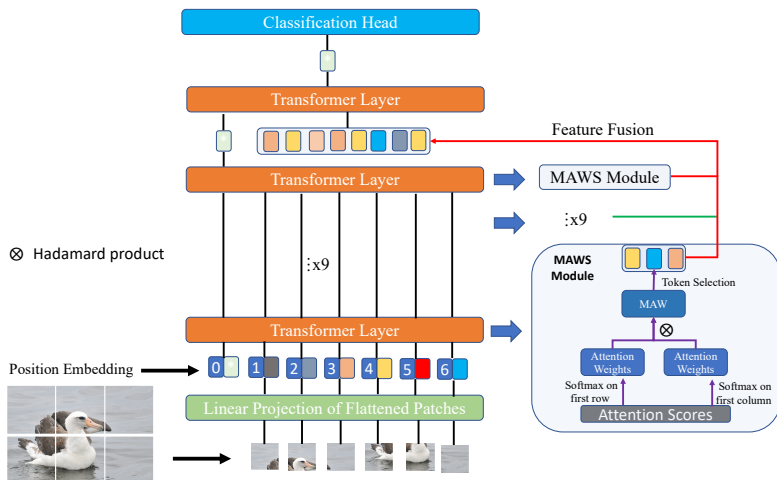 Classification Head
*
Transformer Layer
*
Feature Fusion
Transformer Layer
MAWS Module
⋮x9
⋮x9
⊗ Hadamard product
MAWS
Module
Token Selection
MAW
⊗
Transformer Layer
Attention
Weights
Attention
Weights
Position Embedding
0 * 1 2 3 4 5 6
Softmax on
first row
Softmax on
first column
Linear Projection of Flattened Patches
Attention Scores